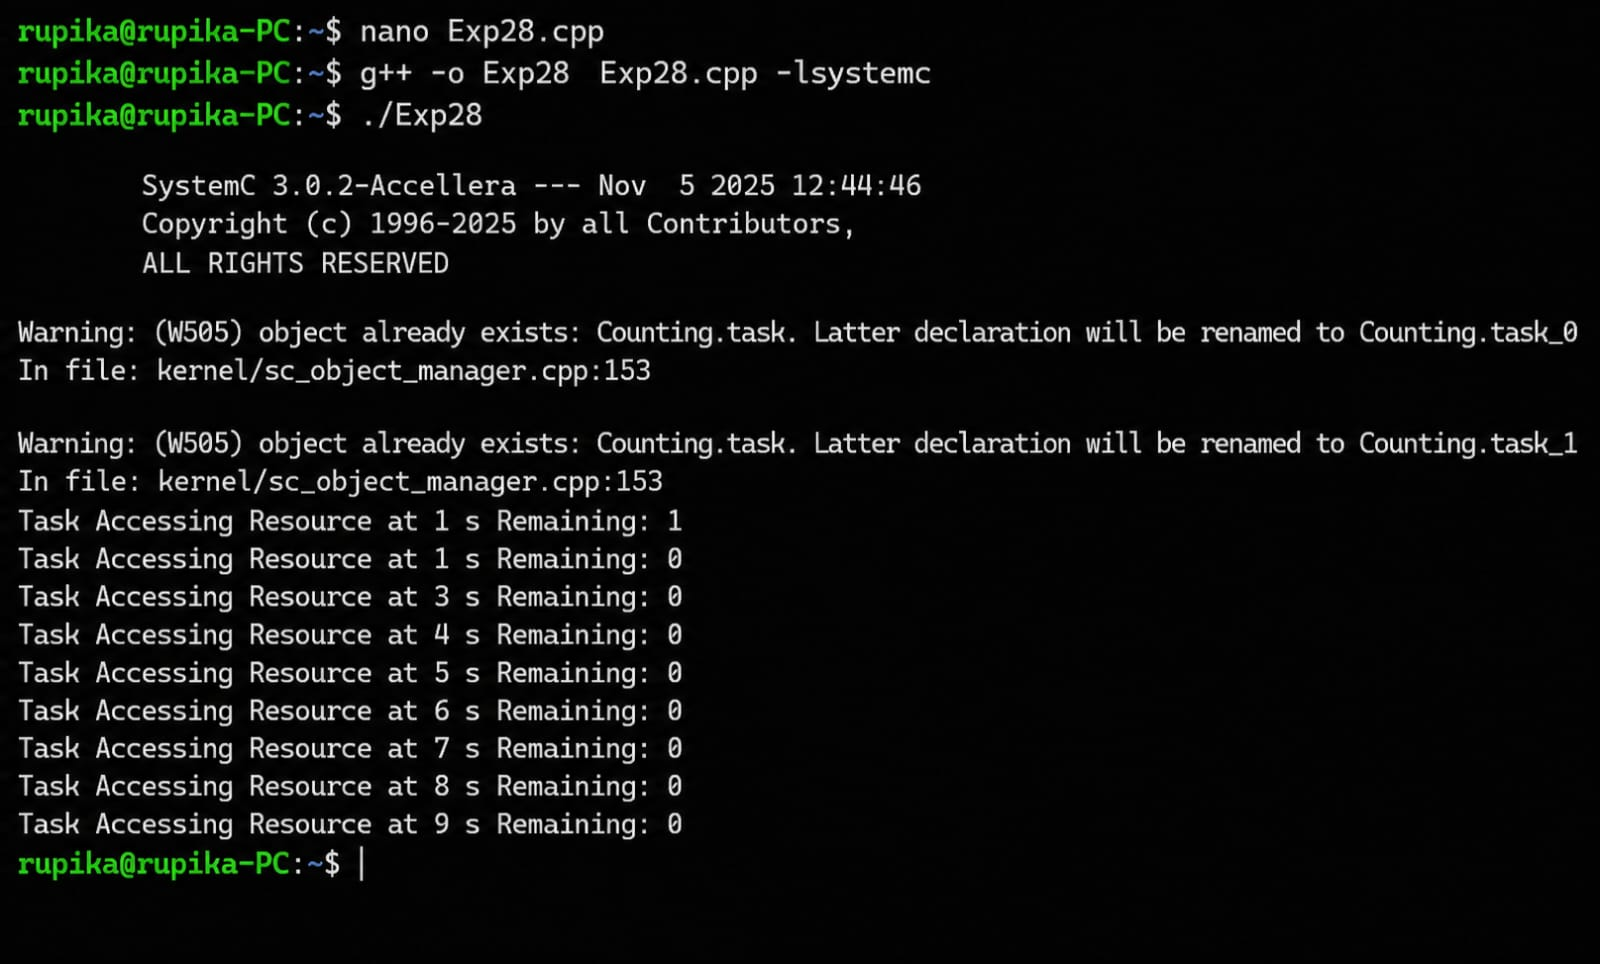 rupika@rupika-PC:~$ nano Exp28.cpp
rupika@rupika-PC:~$ g++ -o Exp28  Exp28.cpp -lsystemc
rupika@rupika-PC:~$ ./Exp28
SystemC 3.0.2-Accellera --- Nov  5 2025 12:44:46
Copyright (c) 1996-2025 by all Contributors,
ALL RIGHTS RESERVED
Warning: (W505) object already exists: Counting.task. Latter declaration will be renamed to Counting.task_0
In file: kernel/sc_object_manager.cpp:153
Warning: (W505) object already exists: Counting.task. Latter declaration will be renamed to Counting.task_1
In file: kernel/sc_object_manager.cpp:153
Task Accessing Resource at 1 s Remaining: 1
Task Accessing Resource at 1 s Remaining: 0
Task Accessing Resource at 3 s Remaining: 0
Task Accessing Resource at 4 s Remaining: 0
Task Accessing Resource at 5 s Remaining: 0
Task Accessing Resource at 6 s Remaining: 0
Task Accessing Resource at 7 s Remaining: 0
Task Accessing Resource at 8 s Remaining: 0
Task Accessing Resource at 9 s Remaining: 0
rupika@rupika-PC:~$